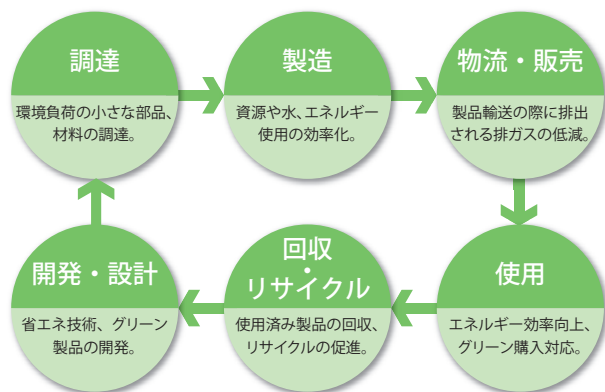 調達
環境負荷の小さな部品、
材料の調達。
製造
資源や水、エネルギー
使用の効率化。
物流・販売
製品輸送の際に排出
される排ガスの低減。
開発・設計
省エネ技術、グリーン
製品の開発。
回収
・
リサイクル
使用済み製品の回収、
リサイクルの促進。
使用
エネルギー効率向上、
グリーン購入対応。